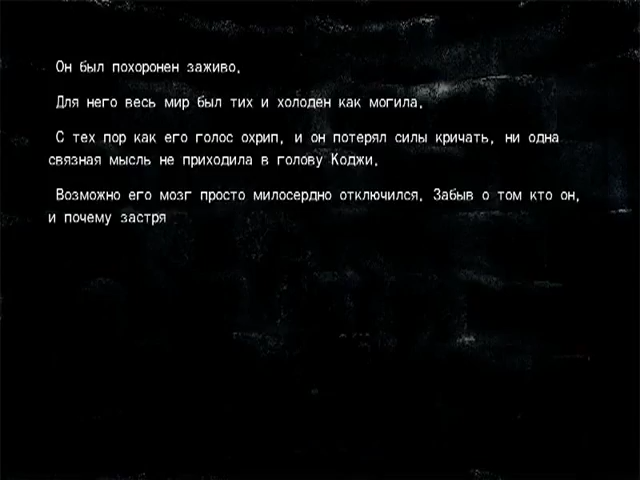 Он был похоронен заживо.
Для него весь мир был тих и холоден как могила.
С тех пор как его голос охрип, и он потерял силы кричать, ни одна
связная мысль не приходила в голову Коджи.
Возможно его мозг просто милосердно отключился. Забыв о том кто он,
и почему застря